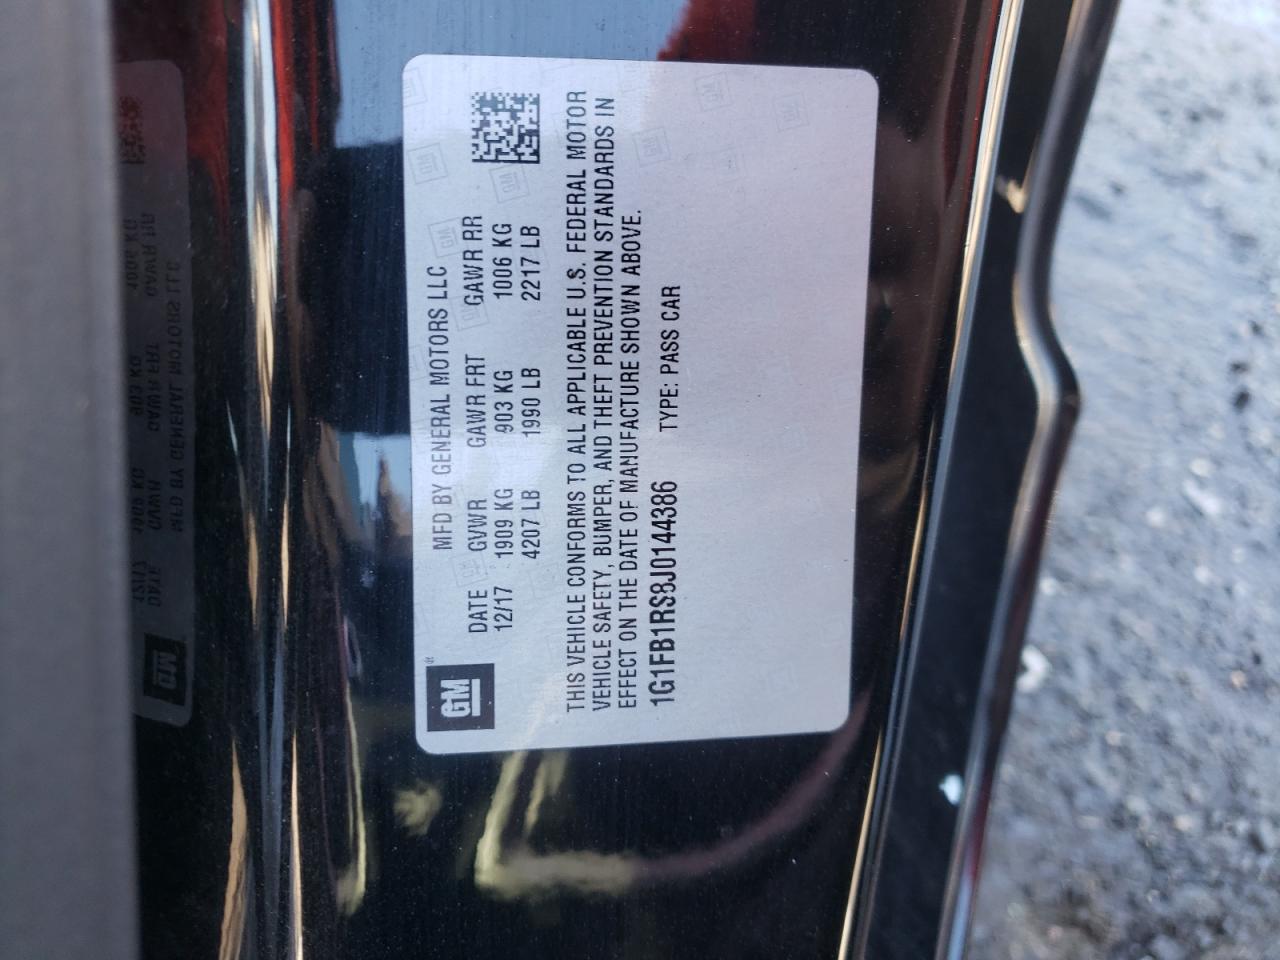 GM
MFD BY GENERAL MOTORS LLC
DATE GVWR GAWR FRT GAWR RR
12/17 1909 KG 903 KG 1006 KG
4207 LB 1990 LB 2217 LB
THIS VEHICLE CONFORMS TO ALL APPLICABLE U.S. FEDERAL MOTOR
VEHICLE SAFETY, BUMPER, AND THEFT PREVENTION STANDARDS IN
EFFECT ON THE DATE OF MANUFACTURE SHOWN ABOVE.
1G1FB1RS8J0144386 TYPE: PASS CAR